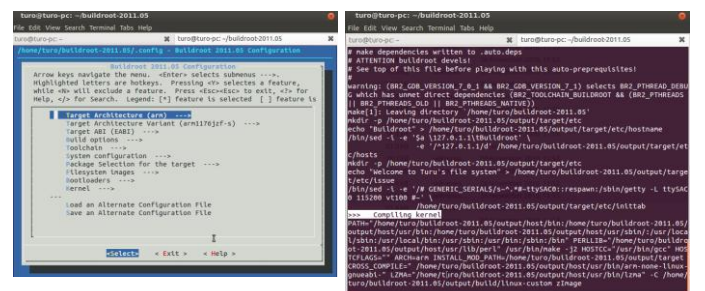 turo@turo-pc: ~/buildroot-2011.05
File Edit View Search Terminal Tabs Help
turo@turo-pc: ~
turo@turo-pc: ~/buildroot-2011.05
/home/turo/buildroot-2011.05/.config - Buildroot 2011.05 Configuration
Buildroot 2011.05 Configuration
Arrow keys navigate the menu. <Enter> selects submenus --->.
Highlighted letters are hotkeys. Pressing <Y> selectes a feature,
while <N> will exclude a feature. Press <Esc><Esc> to exit, <?> for
Help, </> for Search. Legend: [*] feature is selected [ ] feature is
Target Architecture (arm) --->
Target Architecture Variant (arm1176jzf-s) --->
Target ABI (EABI) --->
Build options --->
Toolchain --->
System configuration --->
Package Selection for the target --->
Filesystem images --->
Bootloaders --->
Kernel --->
---
Load an Alternate Configuration File
Save an Alternate Configuration File
<Select> < Exit > < Help >
turo@turo-pc: ~/buildroot-2011.05
File Edit View Search Terminal Tabs Help
turo@turo-pc: ~
turo@turo-pc: ~/buildroot-2011.05
# make dependencies written to .auto.deps
# ATTENTION buildroot devels!
# See top of this file before playing with this auto-prerequisites!
#
warning: (BR2_GDB_VERSION_7_0_1 && BR2_GDB_VERSION_7_1) selects BR2_PTHREAD_DEBU
G which has unmet direct dependencies (BR2_TOOLCHAIN_BUILDROOT && (BR2_PTHREADS
|| BR2_PTHREADS_OLD || BR2_PTHREADS_NATIVE))
make[1]: Leaving directory `/home/turo/buildroot-2011.05'
mkdir -p /home/turo/buildroot-2011.05/output/target/etc
echo "Buildroot" > /home/turo/buildroot-2011.05/output/target/etc/hostname
/bin/sed -i -e '$a \127.0.1.1\tBuildroot' \
-e '/^127.0.1.1/d' /home/turo/buildroot-2011.05/output/target/et
c/hosts
mkdir -p /home/turo/buildroot-2011.05/output/target/etc
echo "Welcome to Turu's file system" > /home/turo/buildroot-2011.05/output/targe
t/etc/issue
/bin/sed -i -e '/# GENERIC_SERIAL$/s~^.*#~ttySAC0::respawn:/sbin/getty -L ttySAC
0 115200 vt100 #~' \
/home/turo/buildroot-2011.05/output/target/etc/inittab
>>> Compiling kernel
PATH="/home/turo/buildroot-2011.05/output/host/bin:/home/turo/buildroot-2011.05/
output/host/usr/bin:/home/turo/buildroot-2011.05/output/host/usr/sbin/:/usr/loca
l/sbin:/usr/local/bin:/usr/sbin:/usr/bin:/sbin:/bin" PERLLIB="/home/turo/buildro
ot-2011.05/output/host/usr/lib/perl" /usr/bin/make -j2 HOSTCC="/usr/bin/gcc" HOS
TCFLAGS="" ARCH=arm INSTALL_MOD_PATH=/home/turo/buildroot-2011.05/output/target
CROSS_COMPILE=" /home/turo/buildroot-2011.05/output/host/usr/bin/arm-none-linux-
gnueabi-" LZMA="/home/turo/buildroot-2011.05/output/host/usr/bin/lzma" -C /home/
turo/buildroot-2011.05/output/build/linux-custom zImage